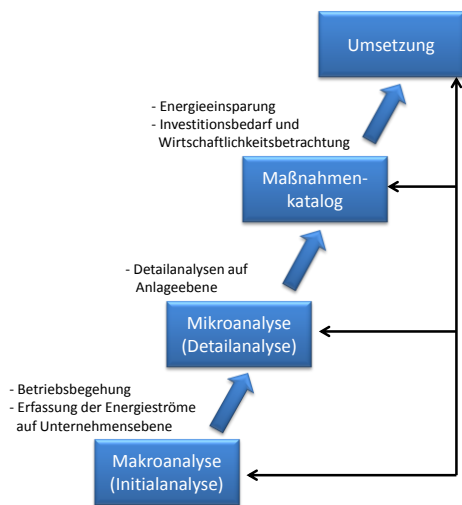 Umsetzung
- Energieeinsparung
- Investitionsbedarf und
Wirtschaftlichkeitsbetrachtung
Maßnahmen-
katalog
- Detailanalysen auf
Anlageebene
Mikroanalyse
(Detailanalyse)
- Betriebsbegehung
- Erfassung der Energieströme
auf Unternehmensebene
Makroanalyse
(Initialanalyse)